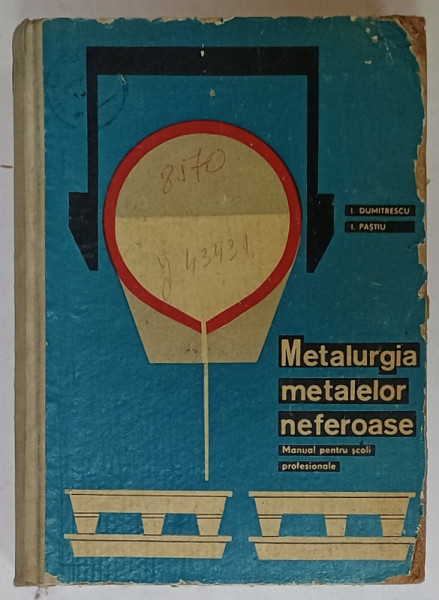 8570
y 43431
I. DUMITRESCU
I. PAȘTIU
Metalurgia
metalelor
neferoase
Manual pentru școli
profesionale